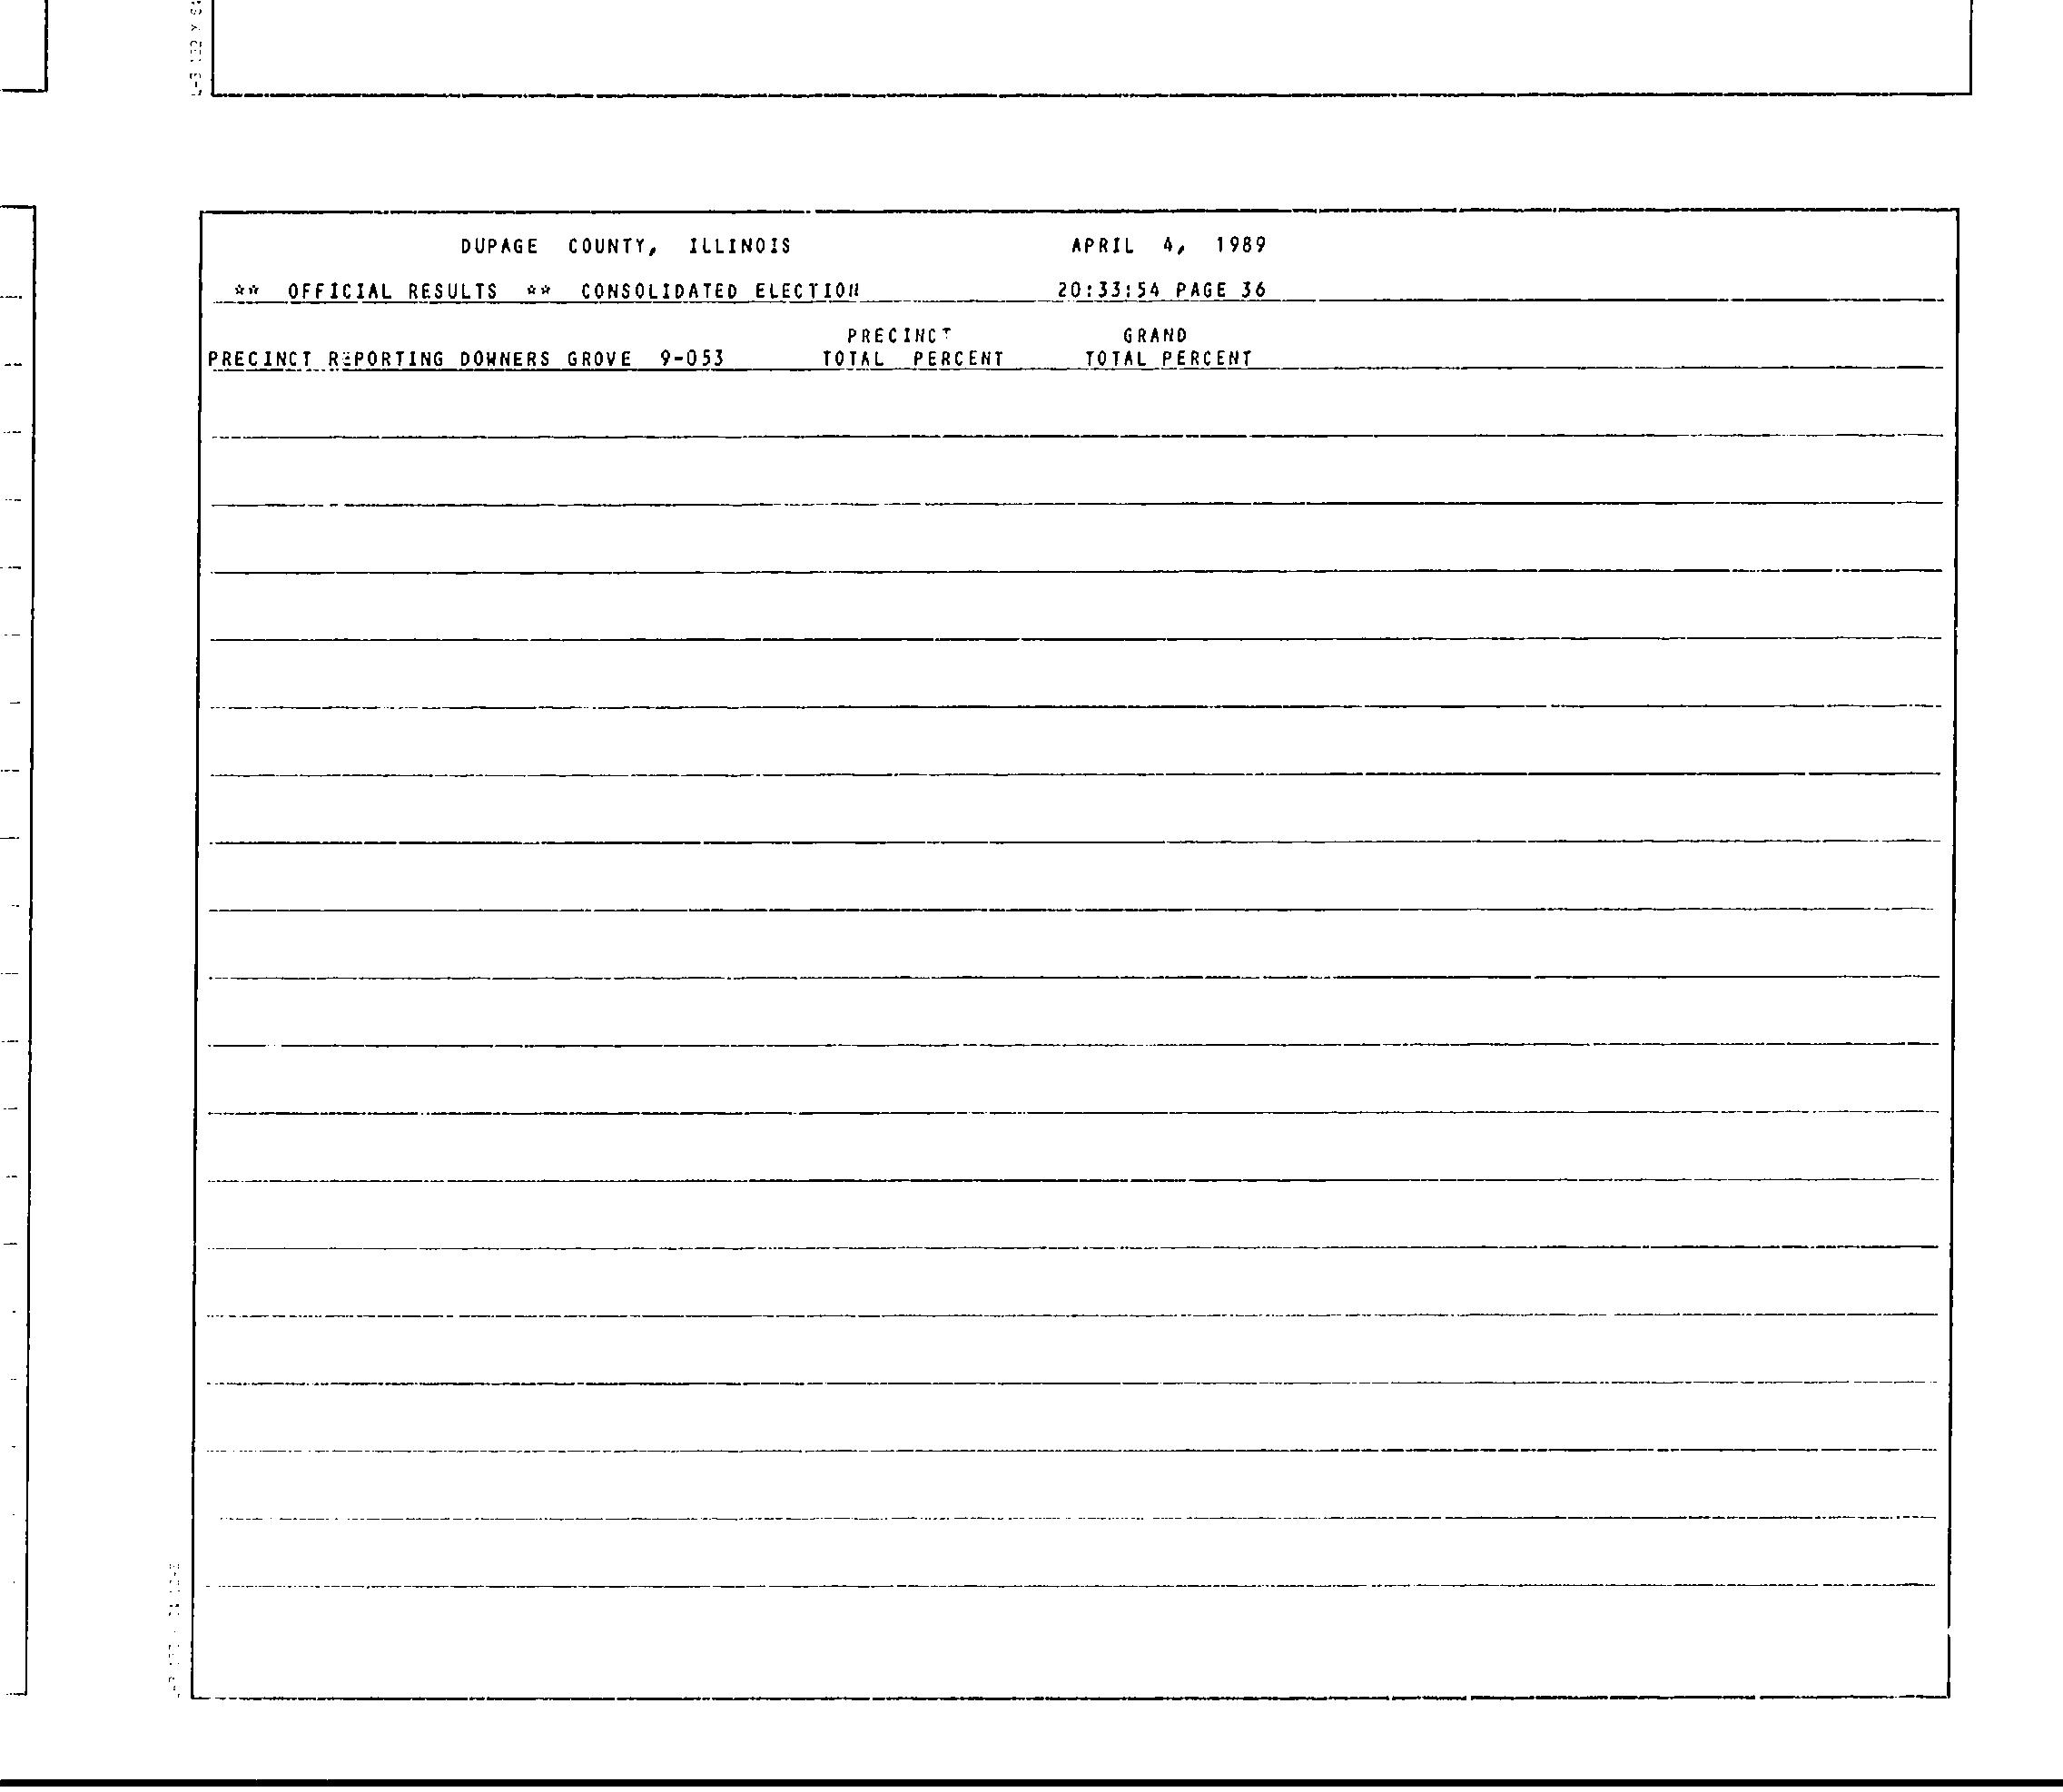 DUPAGE COUNTY, ILLINOIS APRIL 4, 1989
** OFFICIAL RESULTS ** CONSOLIDATED ELECTION 20:33:54 PAGE 36
PRECINCT GRAND
PRECINCT REPORTING DOWNERS GROVE 9-053 TOTAL PERCENT TOTAL PERCENT